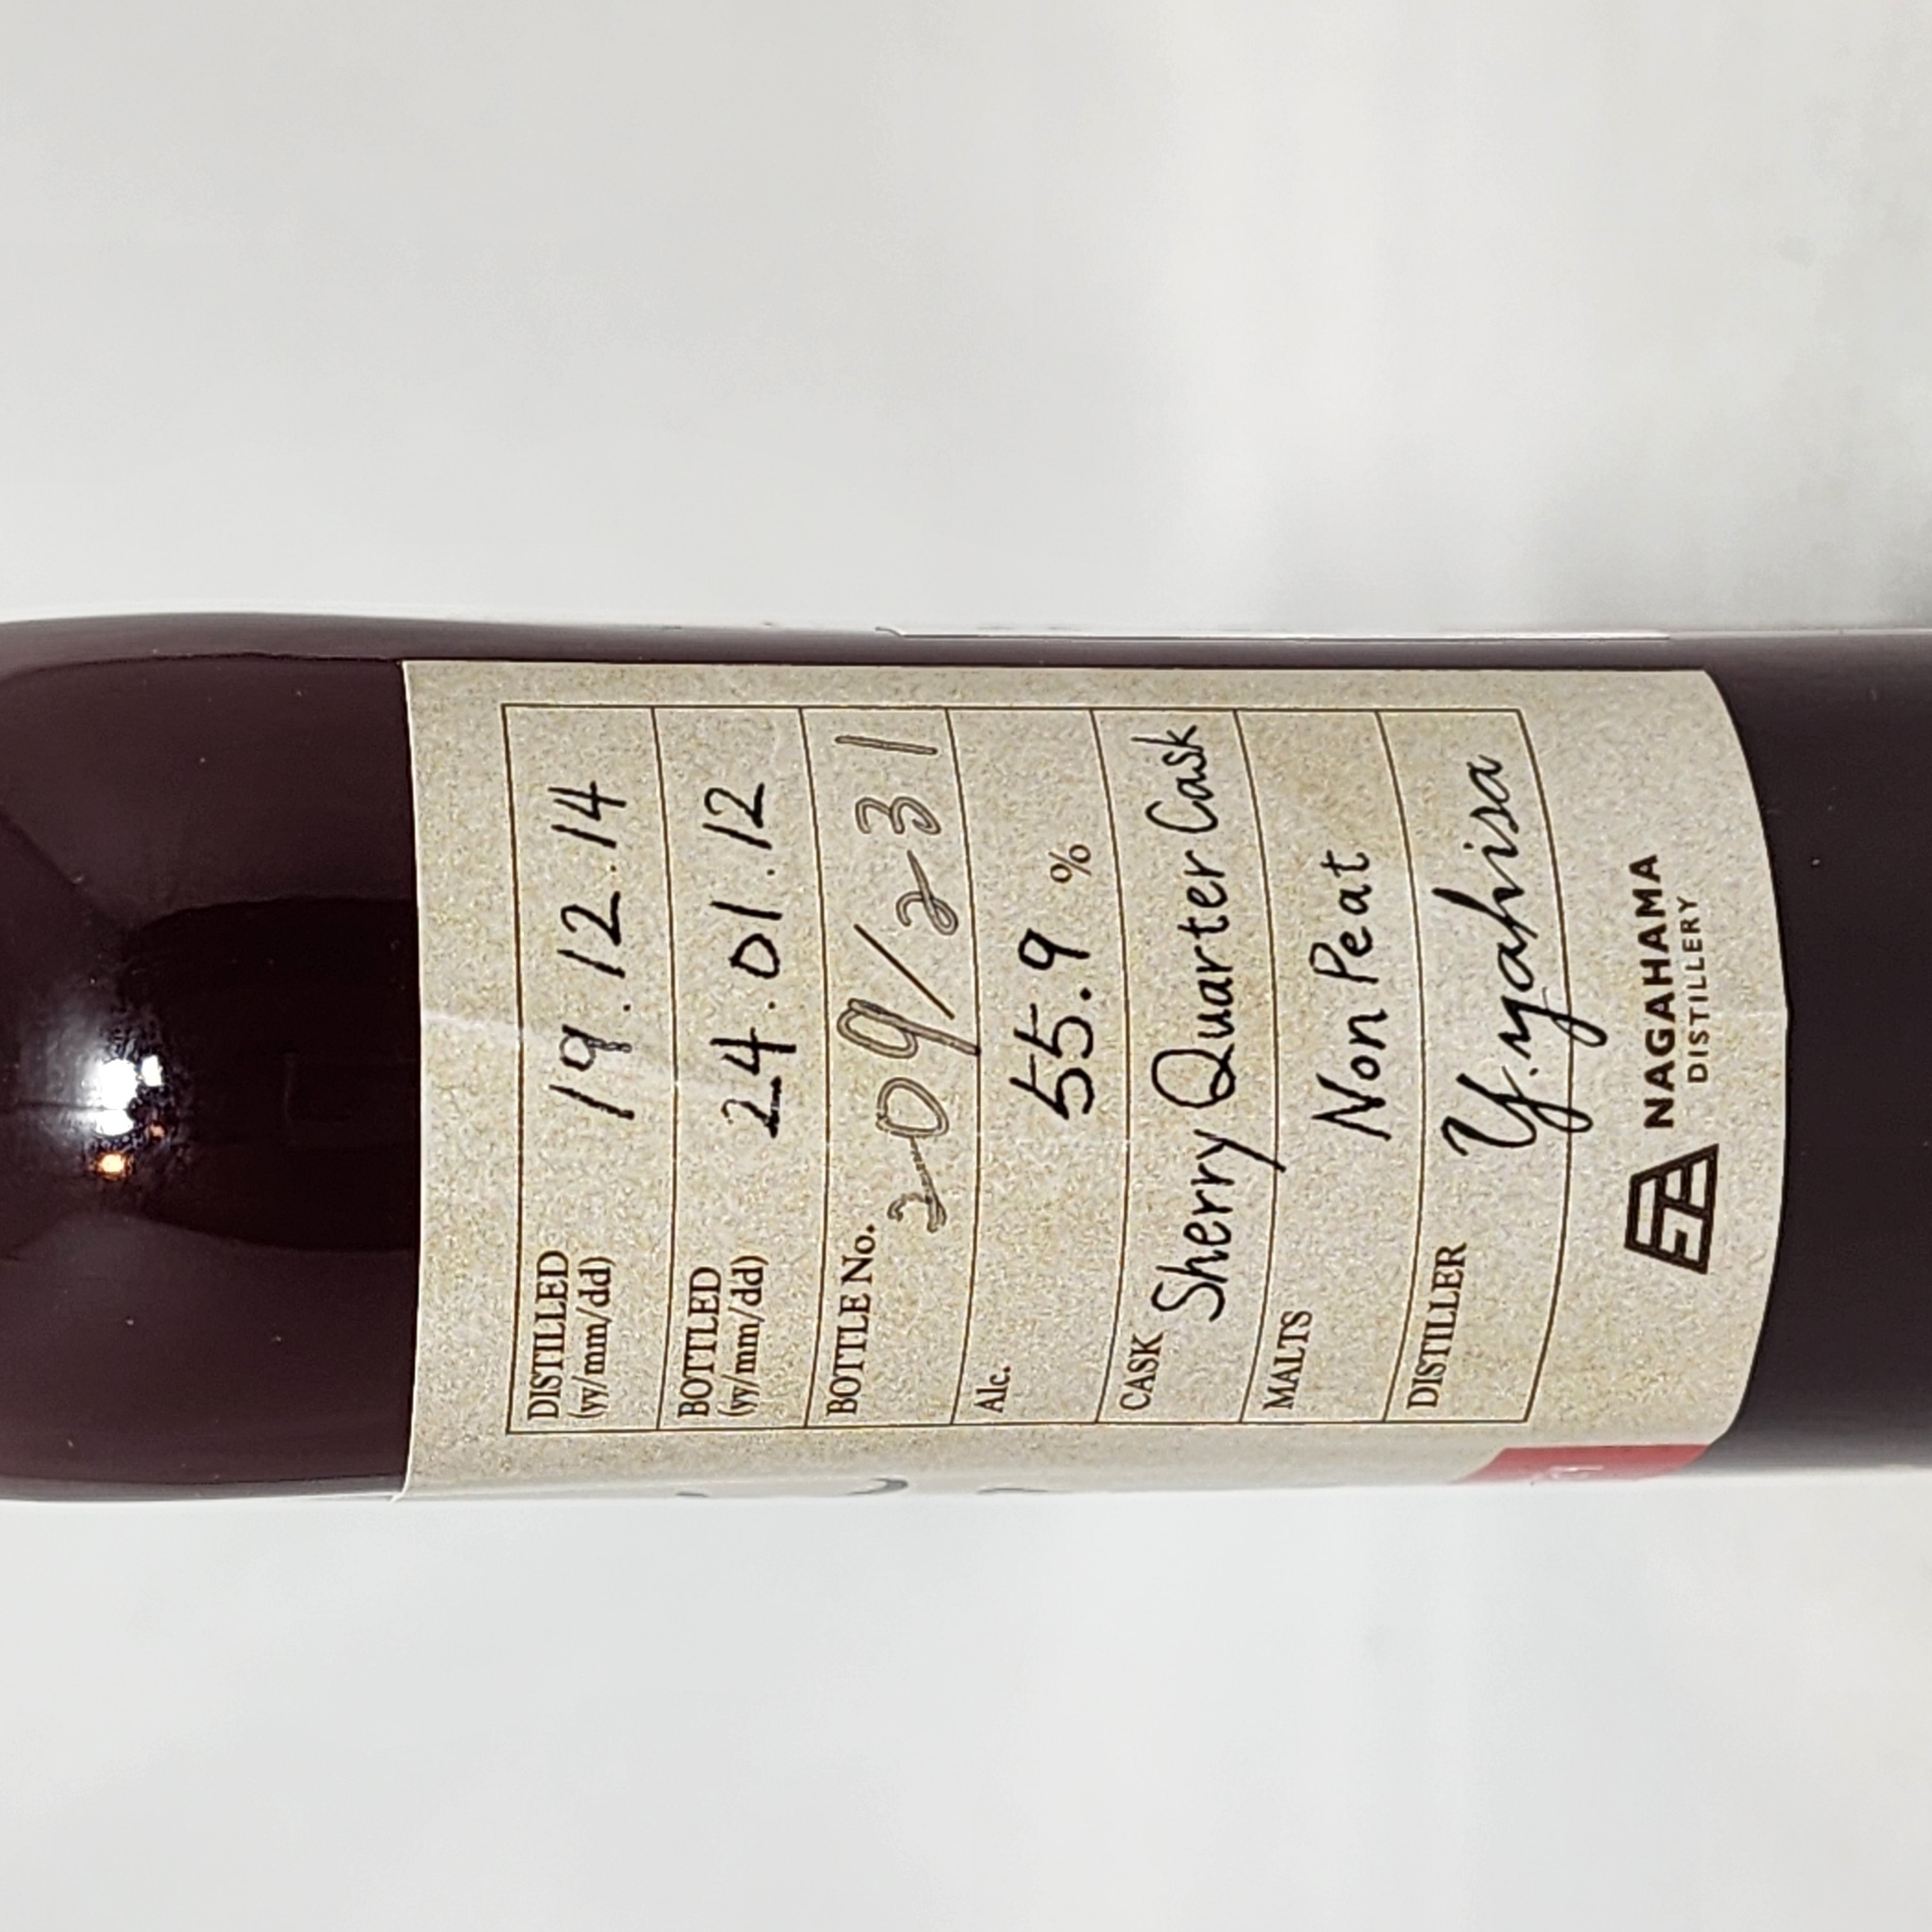 DISTILLED 19.12.14
(yy/mm/dd)
BOTTLED 24.01.12
(yy/mm/dd)
BOTTLE No. 209/231
Alc. 55.9 %
CASK Sherry Quarter Cask
MALTS Non Peat
DISTILLER Y.yahisa
NAGAHAMA
DISTILLERY